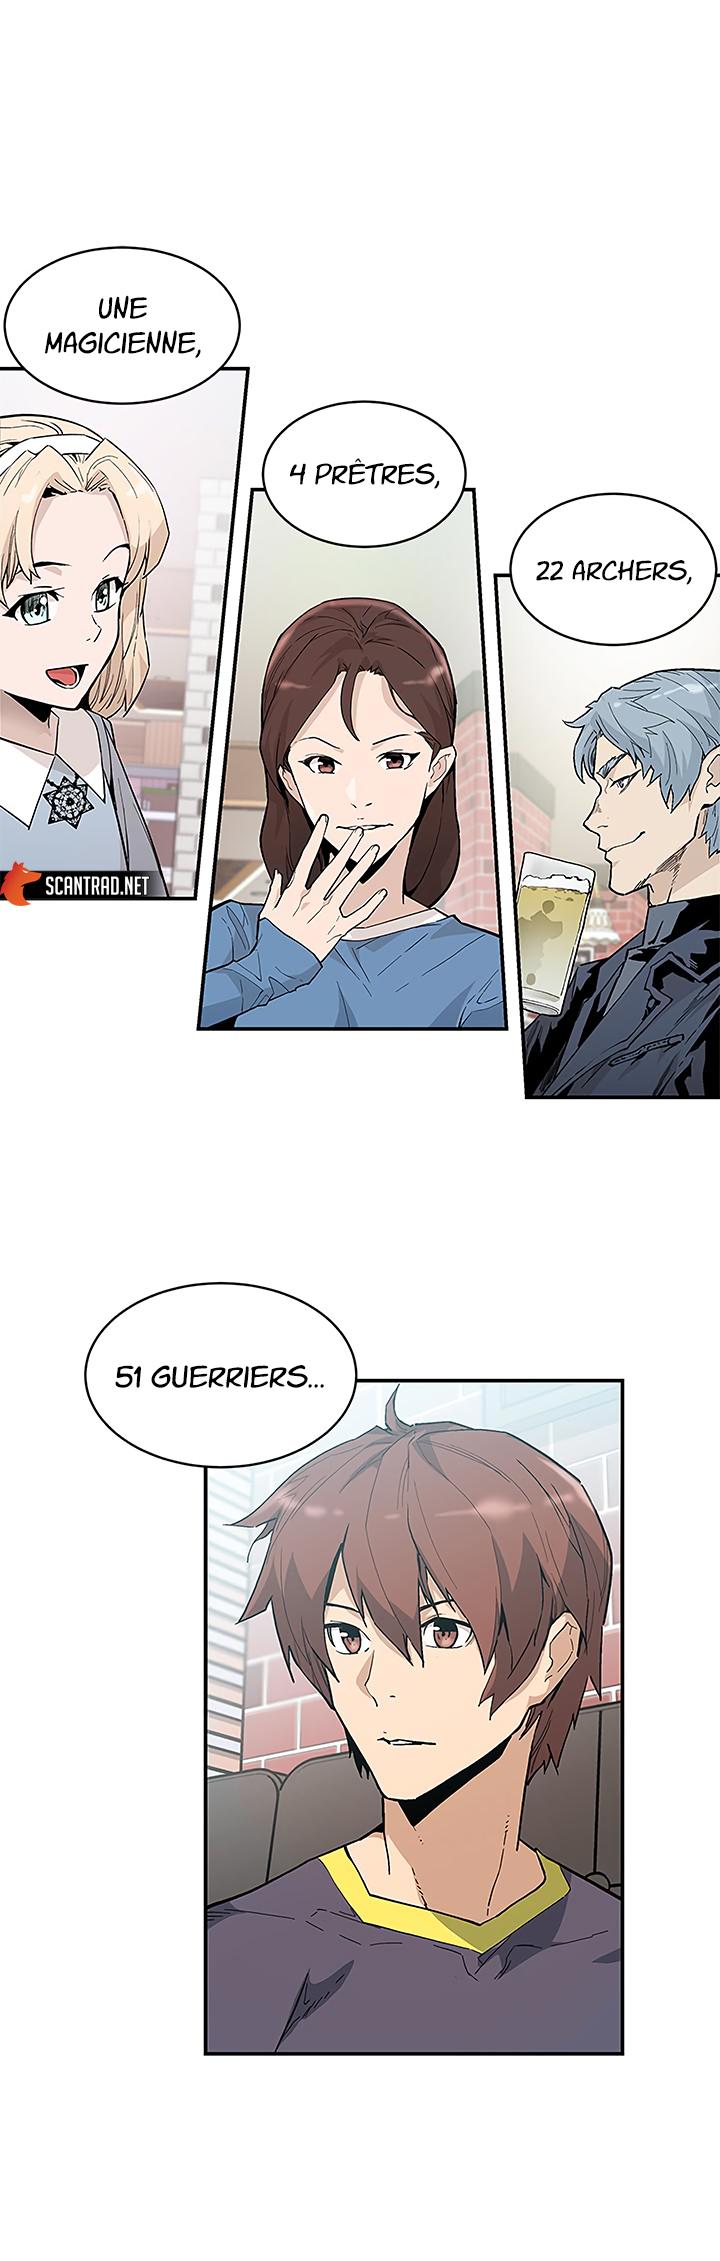 UNE
MAGICIENNE,
4 PRÊTRES,
22 ARCHERS,
SCANTRAD.NET
51 GUERRIERS...